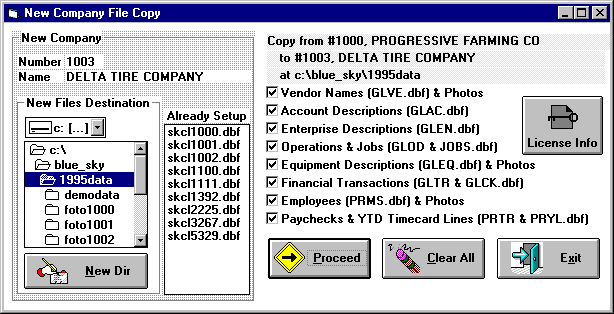 New Company File Copy
New Company
Number 1003
Name DELTA TIRE COMPANY
New Files Destination
c: [...]
c:\
blue_sky
1995data
demodata
foto1000
foto1001
foto1002
New Dir
Already Setup
skcl1000.dbf
skcl1001.dbf
skcl1002.dbf
skcl1100.dbf
skcl1111.dbf
skcl1392.dbf
skcl2225.dbf
skcl3267.dbf
skcl5329.dbf
Copy from #1000, PROGRESSIVE FARMING CO
to #1003, DELTA TIRE COMPANY
at c:\blue_sky\1995data
Vendor Names (GLVE.dbf) & Photos
Account Descriptions (GLAC.dbf)
Enterprise Descriptions (GLEN.dbf)
Operations & Jobs (GLOD & JOBS.dbf)
Equipment Descriptions (GLEQ.dbf) & Photos
Financial Transactions (GLTR & GLCK.dbf)
Employees (PRMS.dbf) & Photos
Paychecks & YTD Timecard Lines (PRTR & PRYL.dbf)
License Info
Proceed
Clear All
Exit